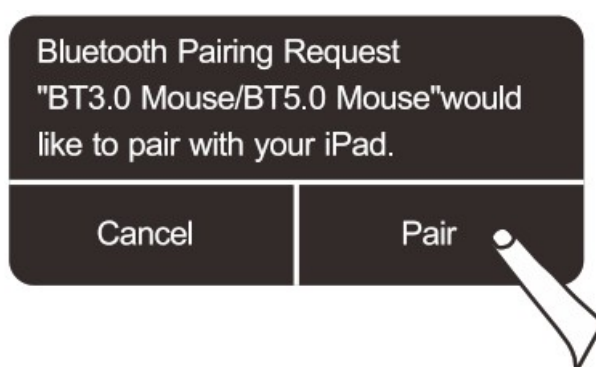 Bluetooth Pairing Request
"BT3.0 Mouse/BT5.0 Mouse"would
like to pair with your iPad.
Cancel
Pair